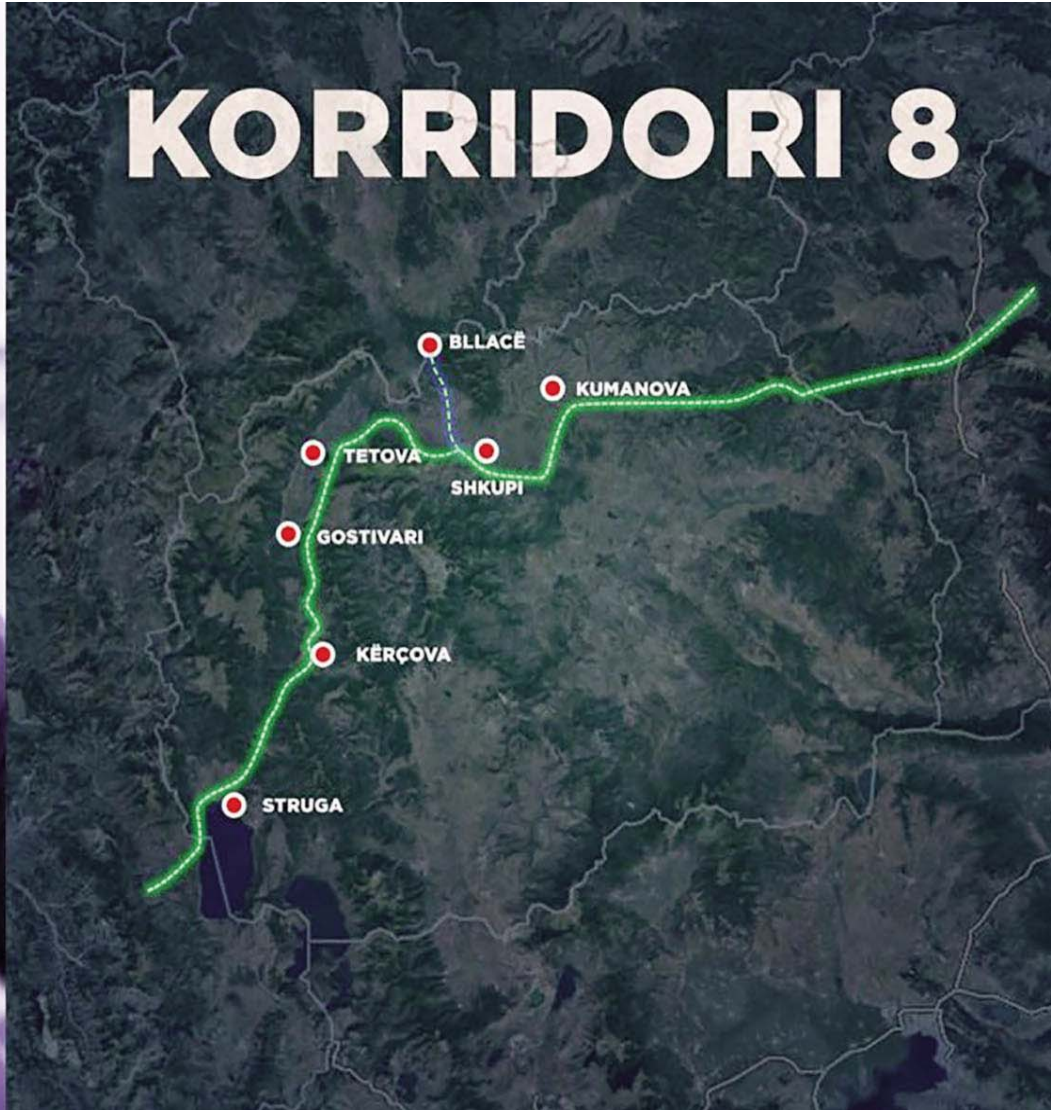 KORRIDORI 8
BLLACË
KUMANOVA
TETOVA
SHKUPI
GOSTIVARI
KËRÇOVA
STRUGA